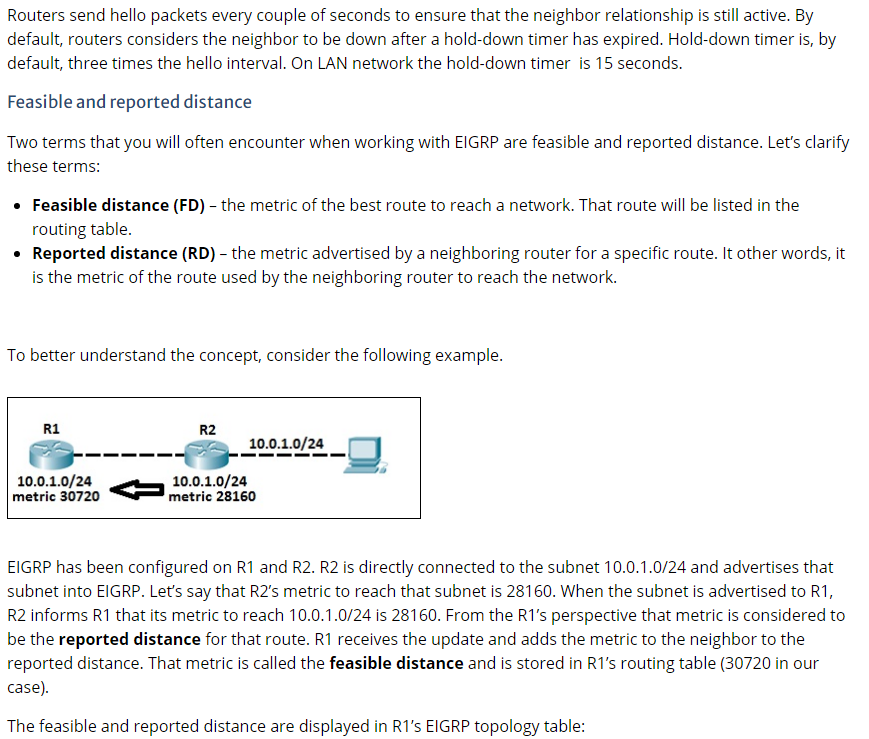 Routers send hello packets every couple of seconds to ensure that the neighbor relationship is still active. By
default, routers considers the neighbor to be down after a hold-down timer has expired. Hold-down timer is, by
default, three times the hello interval. On LAN network the hold-down timer  is 15 seconds.
Feasible and reported distance
Two terms that you will often encounter when working with EIGRP are feasible and reported distance. Let's clarify
these terms:
• Feasible distance (FD) – the metric of the best route to reach a network. That route will be listed in the
routing table.
• Reported distance (RD) – the metric advertised by a neighboring router for a specific route. It other words, it
is the metric of the route used by the neighboring router to reach the network.
To better understand the concept, consider the following example.
R1
R2
10.0.1.0/24
10.0.1.0/24
metric 30720
10.0.1.0/24
metric 28160
EIGRP has been configured on R1 and R2. R2 is directly connected to the subnet 10.0.1.0/24 and advertises that
subnet into EIGRP. Let's say that R2's metric to reach that subnet is 28160. When the subnet is advertised to R1,
R2 informs R1 that its metric to reach 10.0.1.0/24 is 28160. From the R1's perspective that metric is considered to
be the reported distance for that route. R1 receives the update and adds the metric to the neighbor to the
reported distance. That metric is called the feasible distance and is stored in R1's routing table (30720 in our
case).
The feasible and reported distance are displayed in R1's EIGRP topology table: